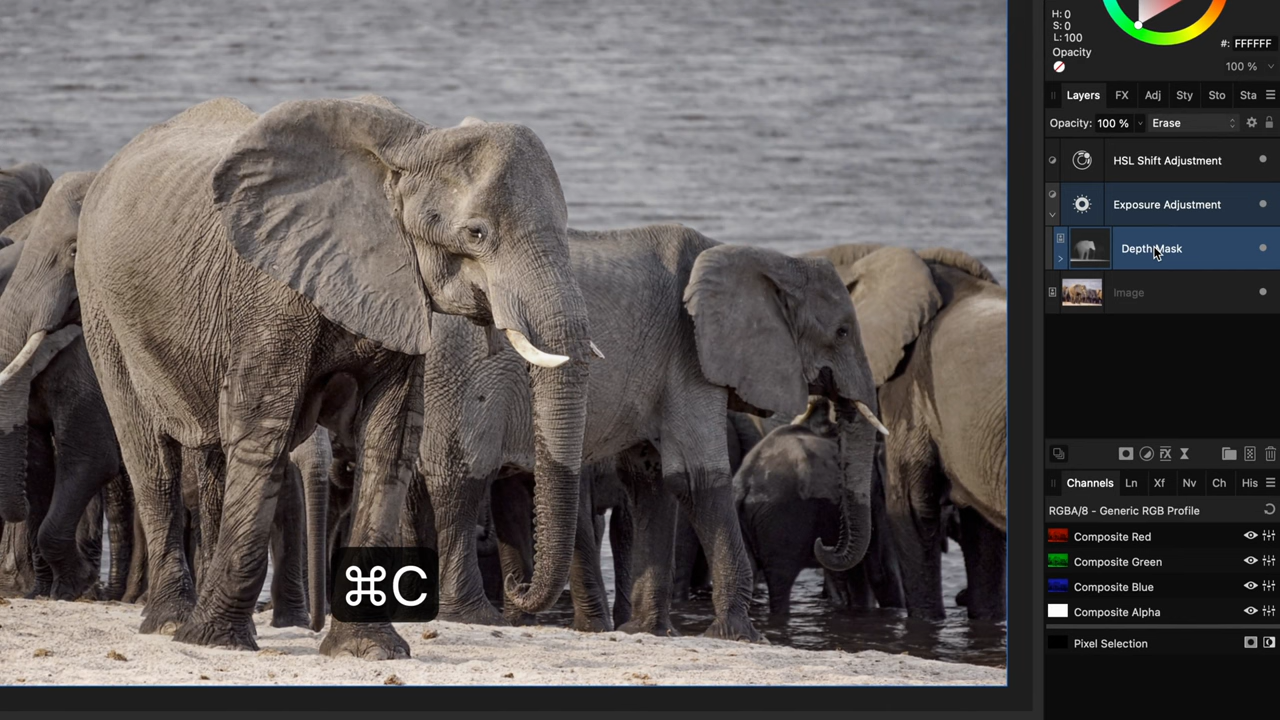 H: 0
S: 0
L: 100
#: FFFFFF
Opacity
100 %
Layers FX Adj Sty Sto Sta
Opacity: 100 % Erase
HSL Shift Adjustment
Exposure Adjustment
Depth Mask
Image
⌘C
Channels Ln Xf Nv Ch His
RGBA/8 - Generic RGB Profile
Composite Red
Composite Green
Composite Blue
Composite Alpha
Pixel Selection